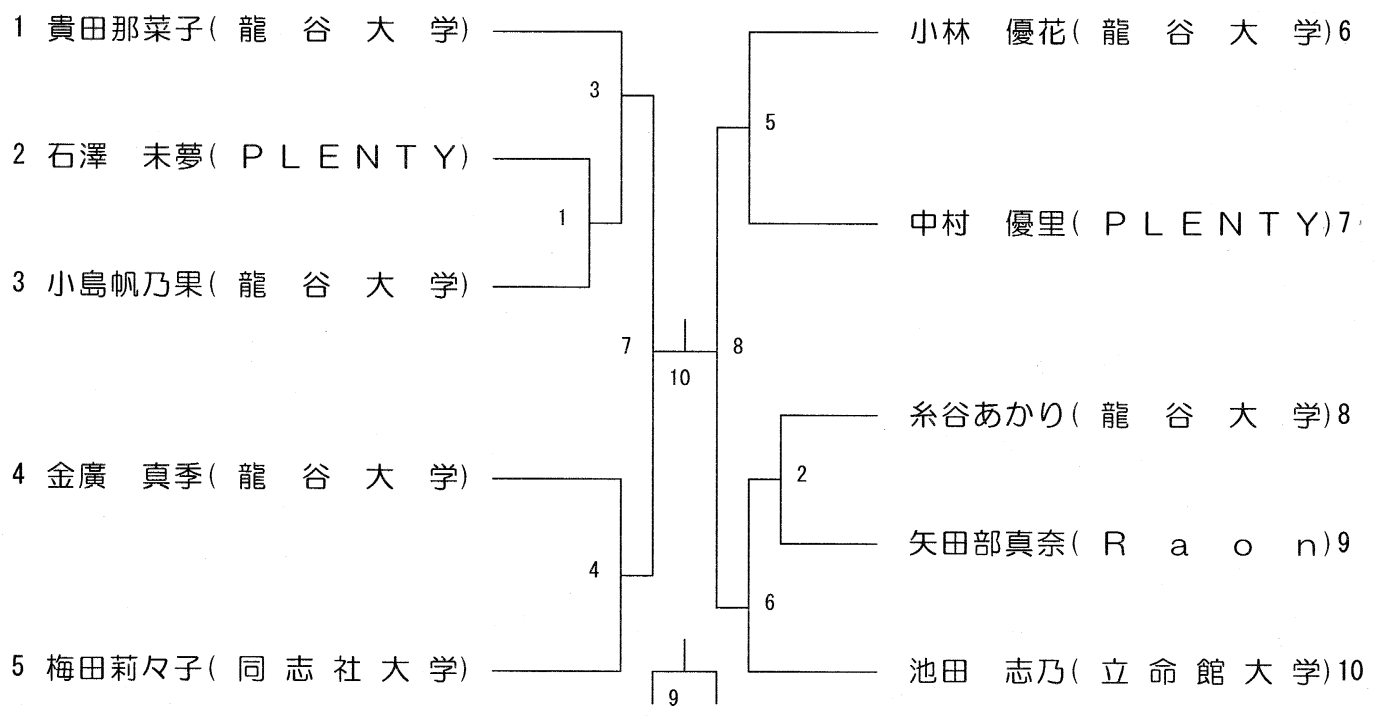 1 貴田那菜子(龍谷大学)
2 石澤 未夢(PLENTY)
3 小島帆乃果(龍谷大学)
4 金廣 真季(龍谷大学)
5 梅田莉々子(同志社大学)
3
1
7
4
10
9
8
5
2
6
小林 優花(龍谷大学)6
中村 優里(PLENTY)7
糸谷あかり(龍谷大学)8
矢田部真奈(Raon)9
池田 志乃(立命館大学)10